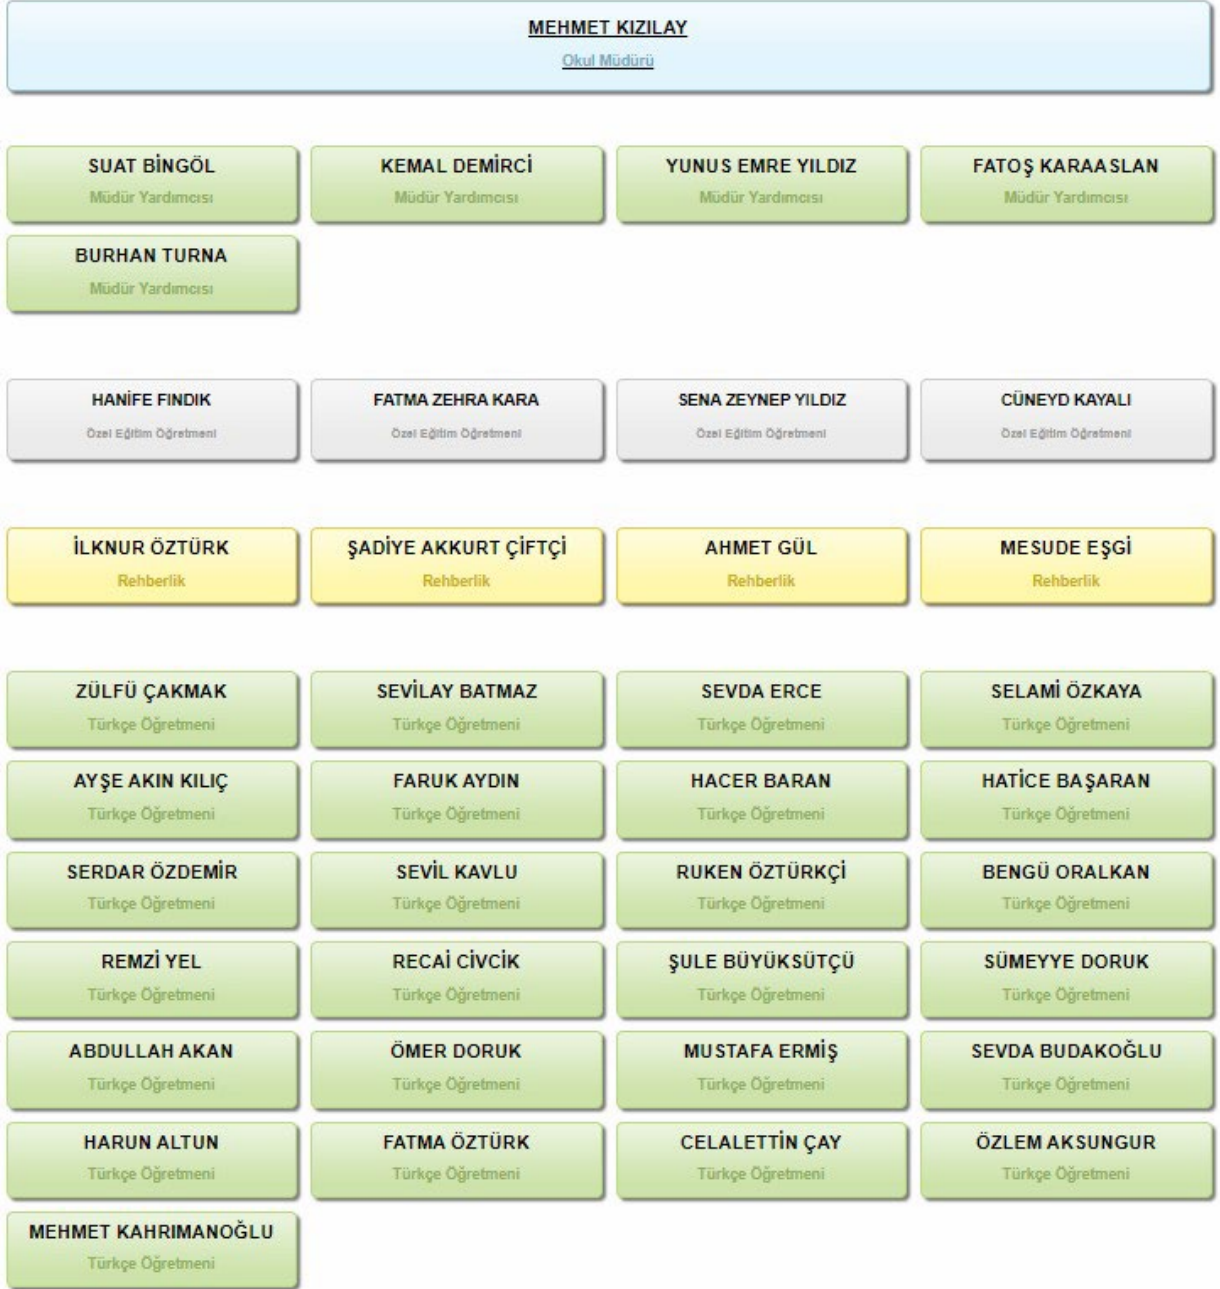 MEHMET KIZILAY
Okul Müdürü
SUAT BİNGÖL
Müdür Yardımcısı
KEMAL DEMİRCİ
Müdür Yardımcısı
YUNUS EMRE YILDIZ
Müdür Yardımcısı
FATOŞ KARAASLAN
Müdür Yardımcısı
BURHAN TURNA
Müdür Yardımcısı
HANİFE FINDIK
Özel Eğitim Öğretmeni
FATMA ZEHRA KARA
Özel Eğitim Öğretmeni
SENA ZEYNEP YILDIZ
Özel Eğitim Öğretmeni
CÜNEYD KAYALI
Özel Eğitim Öğretmeni
İLKNUR ÖZTÜRK
Rehberlik
ŞADİYE AKKURT ÇİFTÇİ
Rehberlik
AHMET GÜL
Rehberlik
MESUDE EŞGİ
Rehberlik
ZÜLFÜ ÇAKMAK
Türkçe Öğretmeni
SEVİLAY BATMAZ
Türkçe Öğretmeni
SEVDA ERCE
Türkçe Öğretmeni
SELAMİ ÖZKAYA
Türkçe Öğretmeni
AYŞE AKIN KILIÇ
Türkçe Öğretmeni
FARUK AYDIN
Türkçe Öğretmeni
HACER BARAN
Türkçe Öğretmeni
HATİCE BAŞARAN
Türkçe Öğretmeni
SERDAR ÖZDEMİR
Türkçe Öğretmeni
SEVİL KAVLU
Türkçe Öğretmeni
RUKEN ÖZTÜRKÇİ
Türkçe Öğretmeni
BENGÜ ORALKAN
Türkçe Öğretmeni
REMZİ YEL
Türkçe Öğretmeni
RECAİ CİVCİK
Türkçe Öğretmeni
ŞULE BÜYÜKSÜTÇÜ
Türkçe Öğretmeni
SÜMEYYE DORUK
Türkçe Öğretmeni
ABDULLAH AKAN
Türkçe Öğretmeni
ÖMER DORUK
Türkçe Öğretmeni
MUSTAFA ERMİŞ
Türkçe Öğretmeni
SEVDA BUDAKOĞLU
Türkçe Öğretmeni
HARUN ALTUN
Türkçe Öğretmeni
FATMA ÖZTÜRK
Türkçe Öğretmeni
CELALETTİN ÇAY
Türkçe Öğretmeni
ÖZLEM AKSUNGUR
Türkçe Öğretmeni
MEHMET KAHRIMANOĞLU
Türkçe Öğretmeni